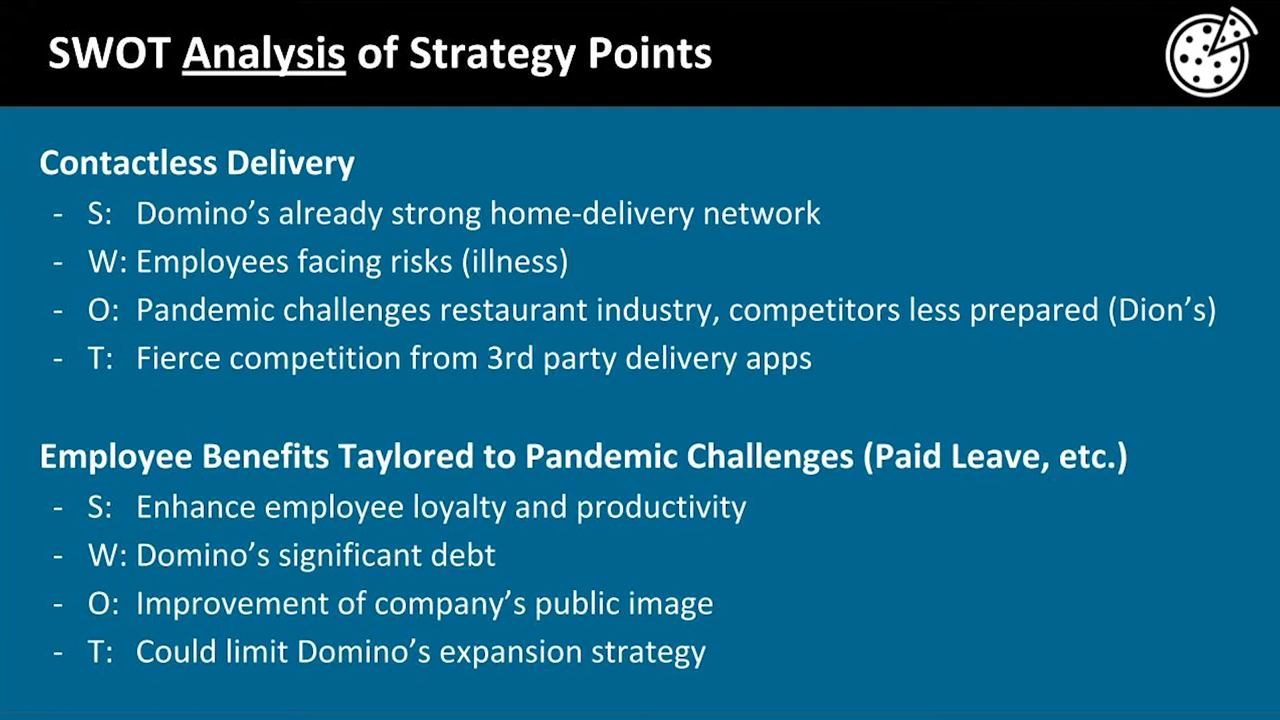 SWOT Analysis of Strategy Points
Contactless Delivery
- S: Domino’s already strong home-delivery network
- W: Employees facing risks (illness)
- O: Pandemic challenges restaurant industry, competitors less prepared (Dion’s)
- T: Fierce competition from 3rd party delivery apps
Employee Benefits Taylored to Pandemic Challenges (Paid Leave, etc.)
- S: Enhance employee loyalty and productivity
- W: Domino’s significant debt
- O: Improvement of company’s public image
- T: Could limit Domino’s expansion strategy